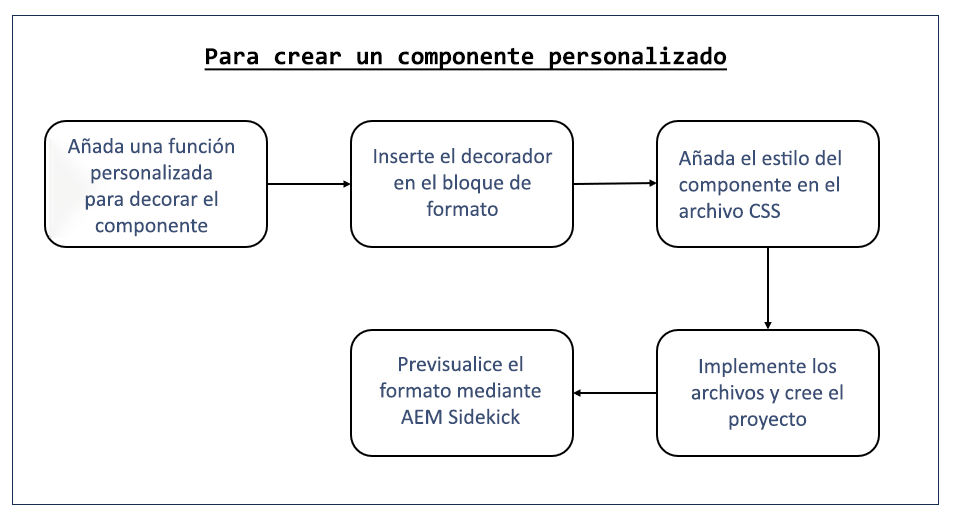 Para crear un componente personalizado
Añada una función
personalizada
para decorar el
componente
Inserte el decorador
en el bloque de
formato
Añada el estilo del
componente en el
archivo CSS
Implemente los
archivos y cree el
proyecto
Previsualice el
formato mediante
AEM Sidekick